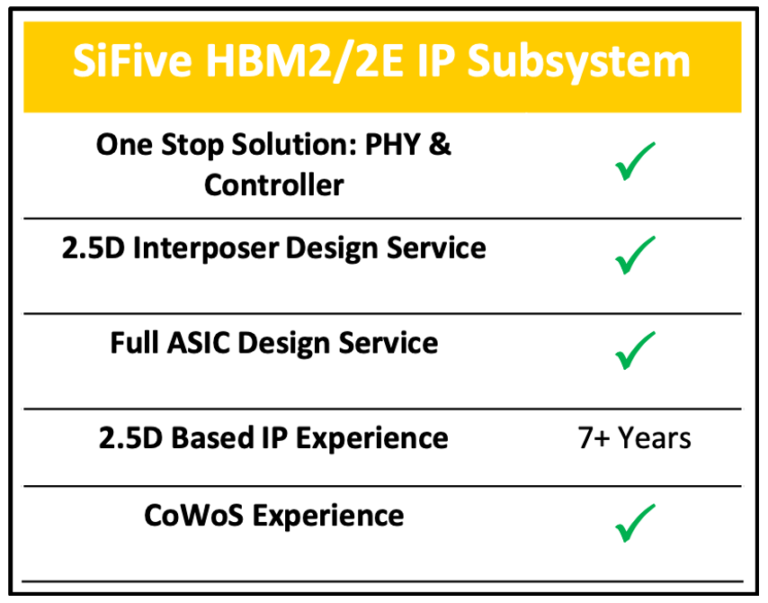 SiFive HBM2/2E IP Subsystem
One Stop Solution: PHY &
Controller
✓
2.5D Interposer Design Service
✓
Full ASIC Design Service
✓
2.5D Based IP Experience
7+ Years
CoWoS Experience
✓